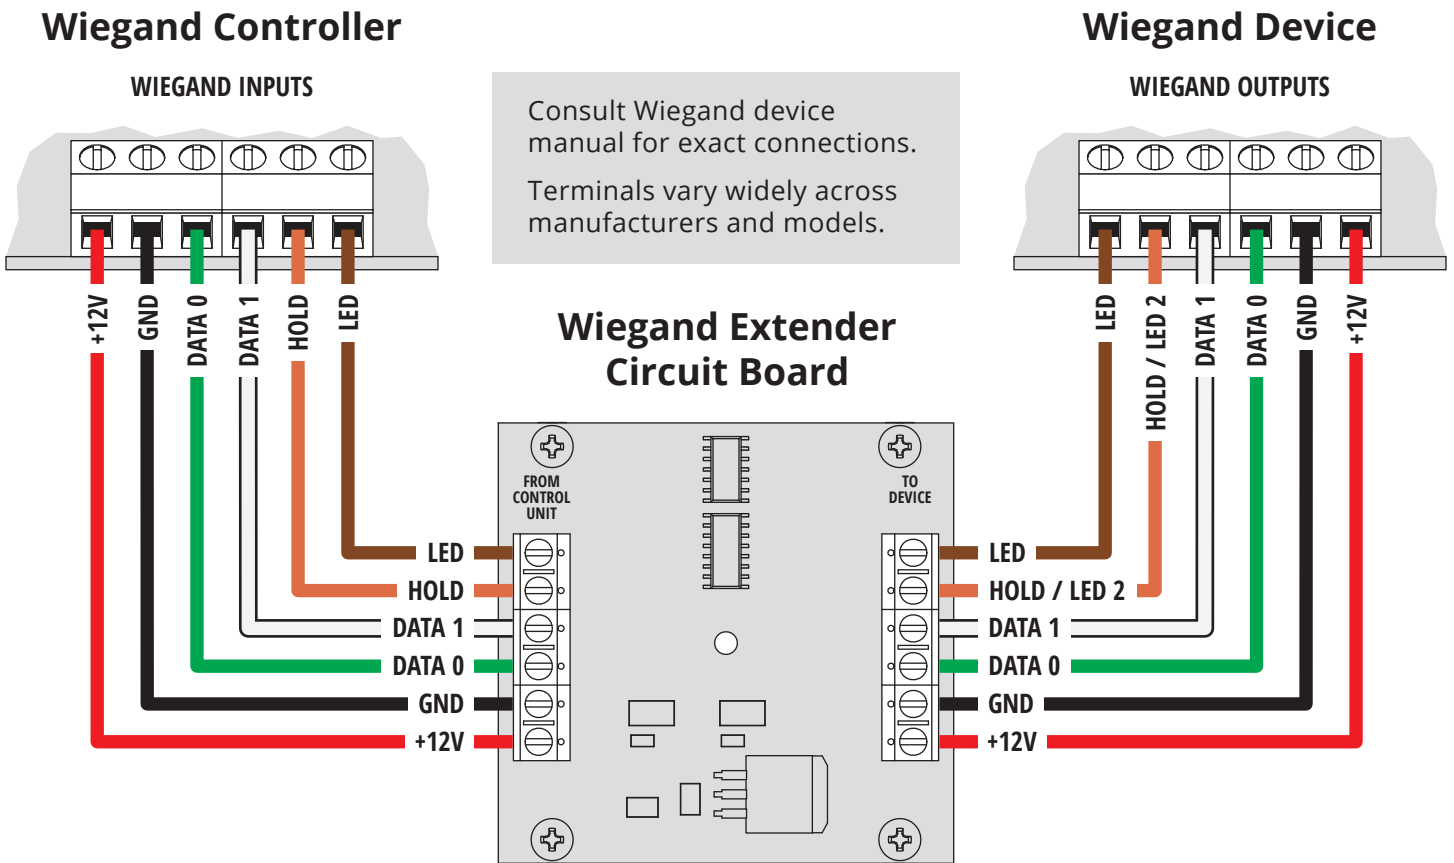 Wiegand Controller
WIEGAND INPUTS
+12V
GND
DATA 0
DATA 1
HOLD
LED
Consult Wiegand device
manual for exact connections.
Terminals vary widely across
manufacturers and models.
Wiegand Device
WIEGAND OUTPUTS
LED
HOLD / LED 2
DATA 1
DATA 0
GND
+12V
Wiegand Extender
Circuit Board
FROM
CONTROL
UNIT
LED
HOLD
DATA 1
DATA 0
GND
+12V
TO
DEVICE
LED
HOLD / LED 2
DATA 1
DATA 0
GND
+12V